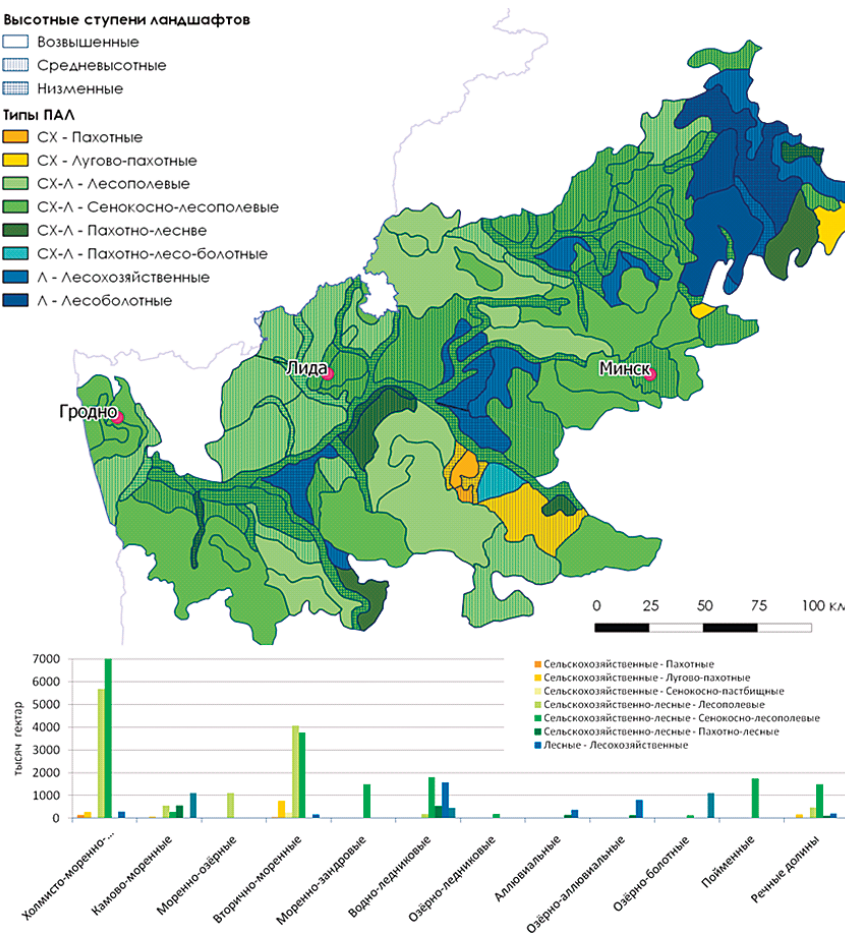 Высотные ступени ландшафтов
Возвышенные
Средневысотные
Низменные
Типы ПАЛ
СХ - Пахотные
СХ - Лугово-пахотные
СХ-Л - Лесополевые
СХ-Л - Сенокосно-лесополевые
СХ-Л - Пахотно-леснве
СХ-Л - Пахотно-лесо-болотные
Л - Лесохозяйственные
Л - Лесоболотные
Лида
Минск
Гродно
0 25 50 75 100 км
7000
6000
5000
4000
3000
2000
1000
0
тысяч гектар
Сельскохозяйственные - Пахотные
Сельскохозяйственные - Лугово-пахотные
Сельскохозяйственные - Сенокосно-пастбищные
Сельскохозяйственно-лесные - Лесополевые
Сельскохозяйственно-лесные - Сенокосно-лесополевые
Сельскохозяйственно-лесные - Пахотно-лесные
Лесные - Лесохозяйственные
Холмисто-моренно-...
Камово-моренные
Моренно-озёрные
Вторично-моренные
Моренно-зандровые
Водно-ледниковые
Озёрно-ледниковые
Аллювиальные
Озёрно-аллювиальные
Озёрно-болотные
Пойменные
Речные долины